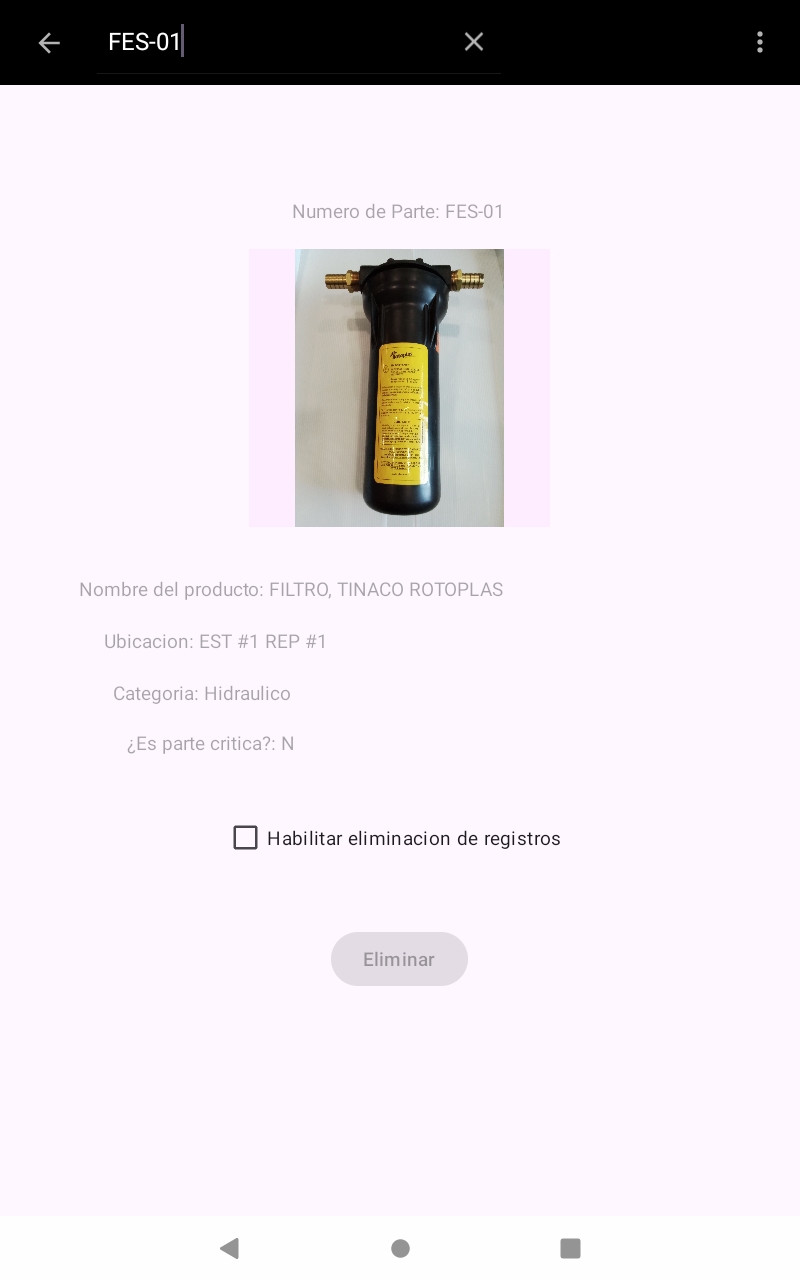 FES-01
Numero de Parte: FES-01
Rotoplas
Nombre del producto: FILTRO, TINACO ROTOPLAS
Ubicacion: EST #1 REP #1
Categoria: Hidraulico
¿Es parte critica?: N
Habilitar eliminacion de registros
Eliminar